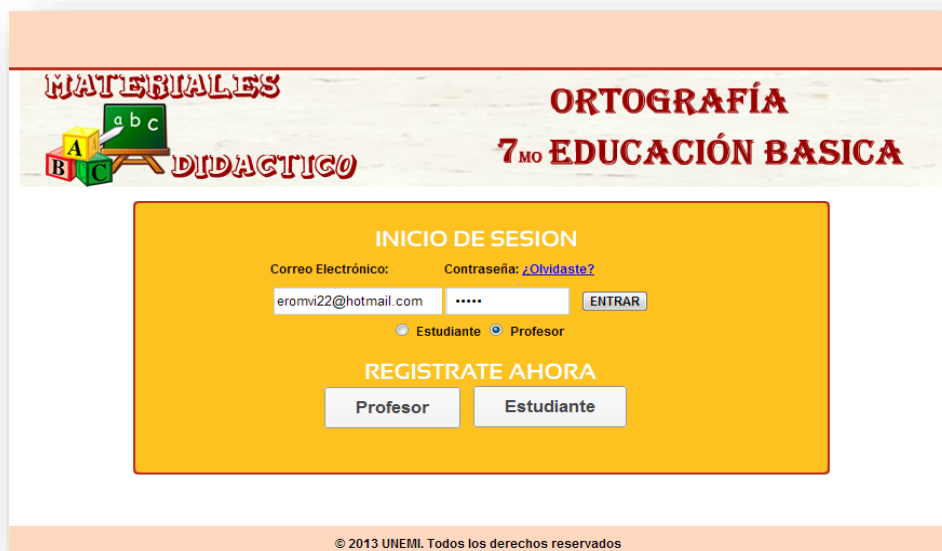 MATERIALES
a b c
A
B C
DIDACTICO
ORTOGRAFÍA
7MO EDUCACIÓN BASICA
INICIO DE SESION
Correo Electrónico: Contraseña: ¿Olvidaste?
eromvi22@hotmail.com ••••• ENTRAR
Estudiante Profesor
REGISTRATE AHORA
Profesor Estudiante
© 2013 UNEMI. Todos los derechos reservados